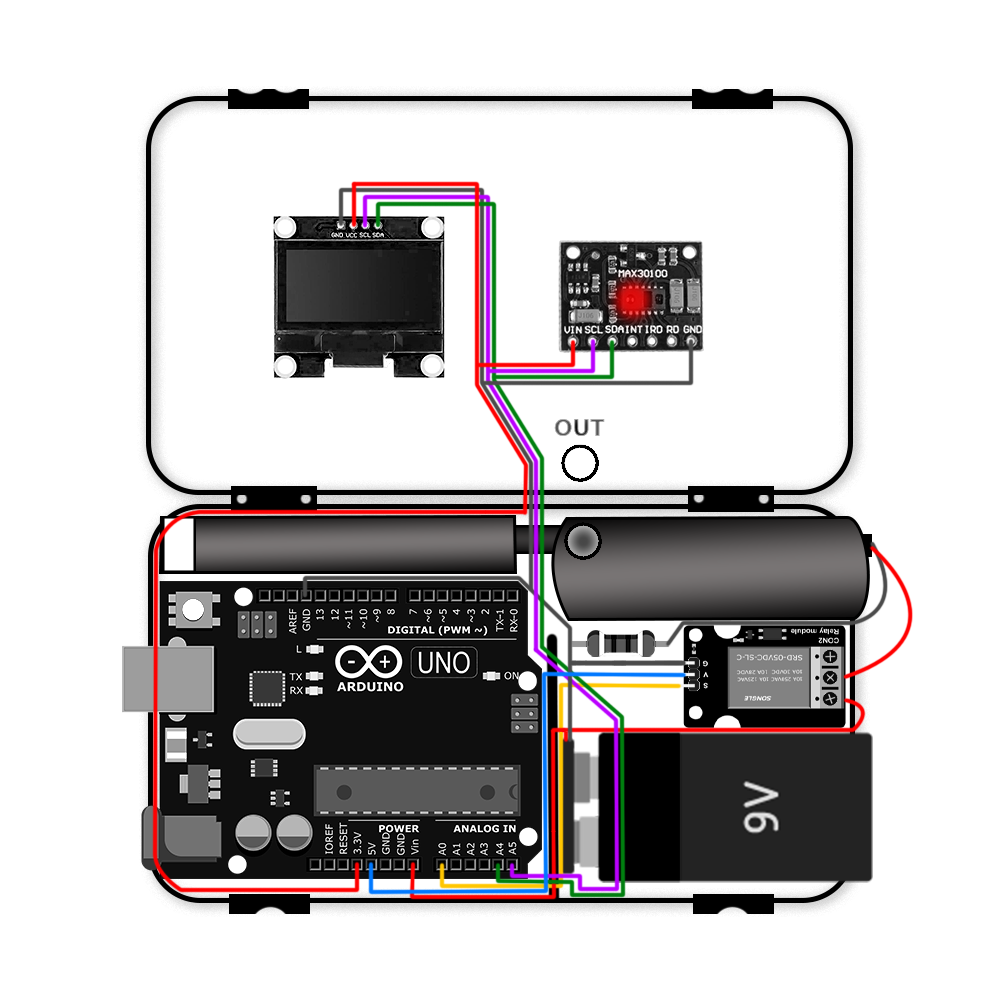 GND VCC SCL SDA
MAX30100
VIN SCL SDA INT IRD RD GND
OUT
AREF
GND
13
12
~11
~10
~9
8
7
~6
~5
4
~3
2
TX→1
RX←0
DIGITAL (PWM ~)
L
TX
RX
UNO
ARDUINO
ON
Relay module
CON2
G
V
S
SRD-05VDC-SL-C
SONGLE
9V
POWER
ANALOG IN
IOREF
RESET
3.3V
5V
GND
GND
Vin
A0
A1
A2
A3
A4
A5